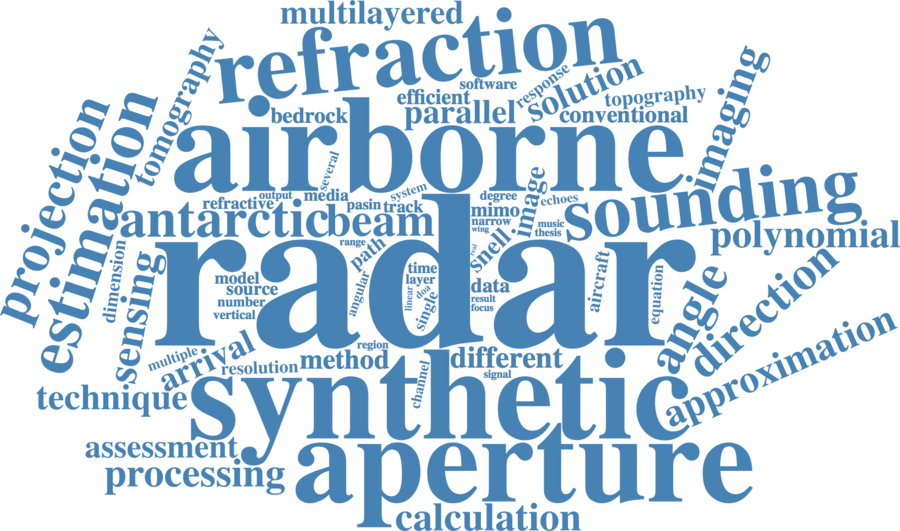 multilayered
refraction
software
response
solution
efficient
parallel
topography
conventional
bedrock
tomography
imaging
airborne
projection
estimation
several
refractive
output
media
system
pasin
track
degree
echoes
image
mimo
narrow
wing
music
thesis
sounding
antarctic
beam
polynomial
dimension
sensing
range
path
snell
real
radar
model
source
number
vertical
angular
time
layer
linear
doa
single
data
result
focus
aircraft
equation
angle
direction
approximation
multiple
arrival
resolution
region
method
channel
different
signal
synthetic
technique
assessment
processing
aperture
calculation